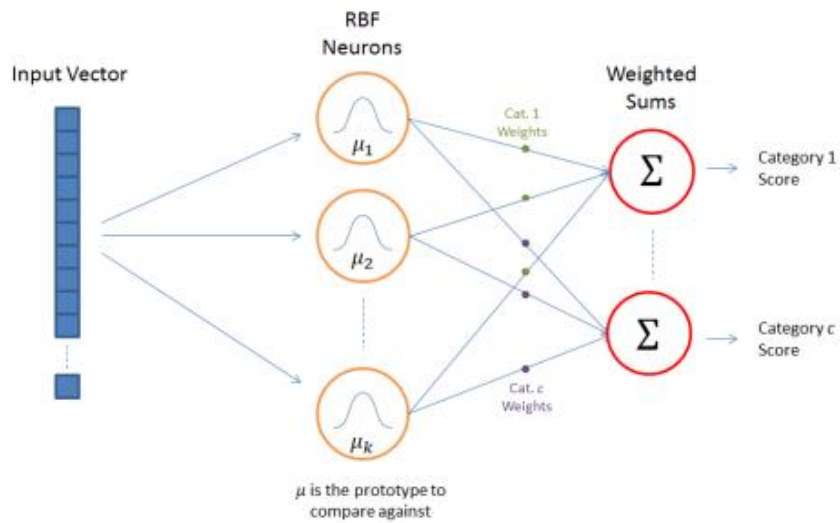 RBF
Neurons
Input Vector
Weighted
Sums
Cat. 1
Weights
μ₁
Σ
Category 1
Score
μ₂
Σ
Category c
Score
Cat. c
Weights
μₖ
μ is the prototype to
compare against